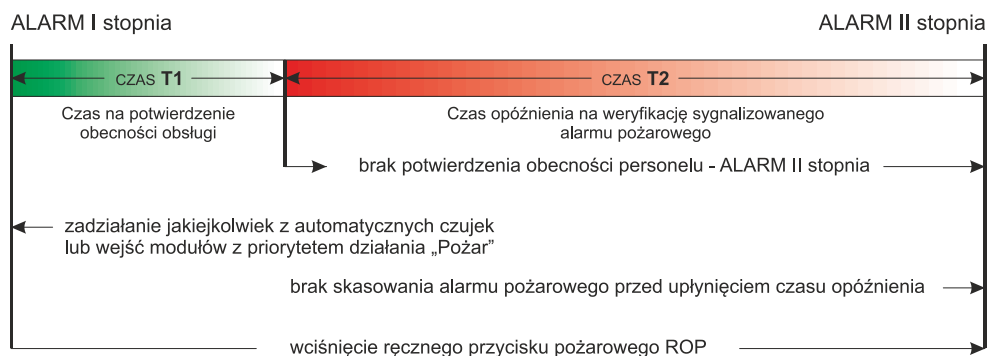 ALARM I stopnia
ALARM II stopnia
CZAS T1
CZAS T2
Czas na potwierdzenie
obecności obsługi
Czas opóźnienia na weryfikację sygnalizowanego
alarmu pożarowego
brak potwierdzenia obecności personelu - ALARM II stopnia
zadziałanie jakiejkolwiek z automatycznych czujek
lub wejść modułów z priorytetem działania „Pożar”
brak skasowania alarmu pożarowego przed upłynięciem czasu opóźnienia
wciśnięcie ręcznego przycisku pożarowego ROP